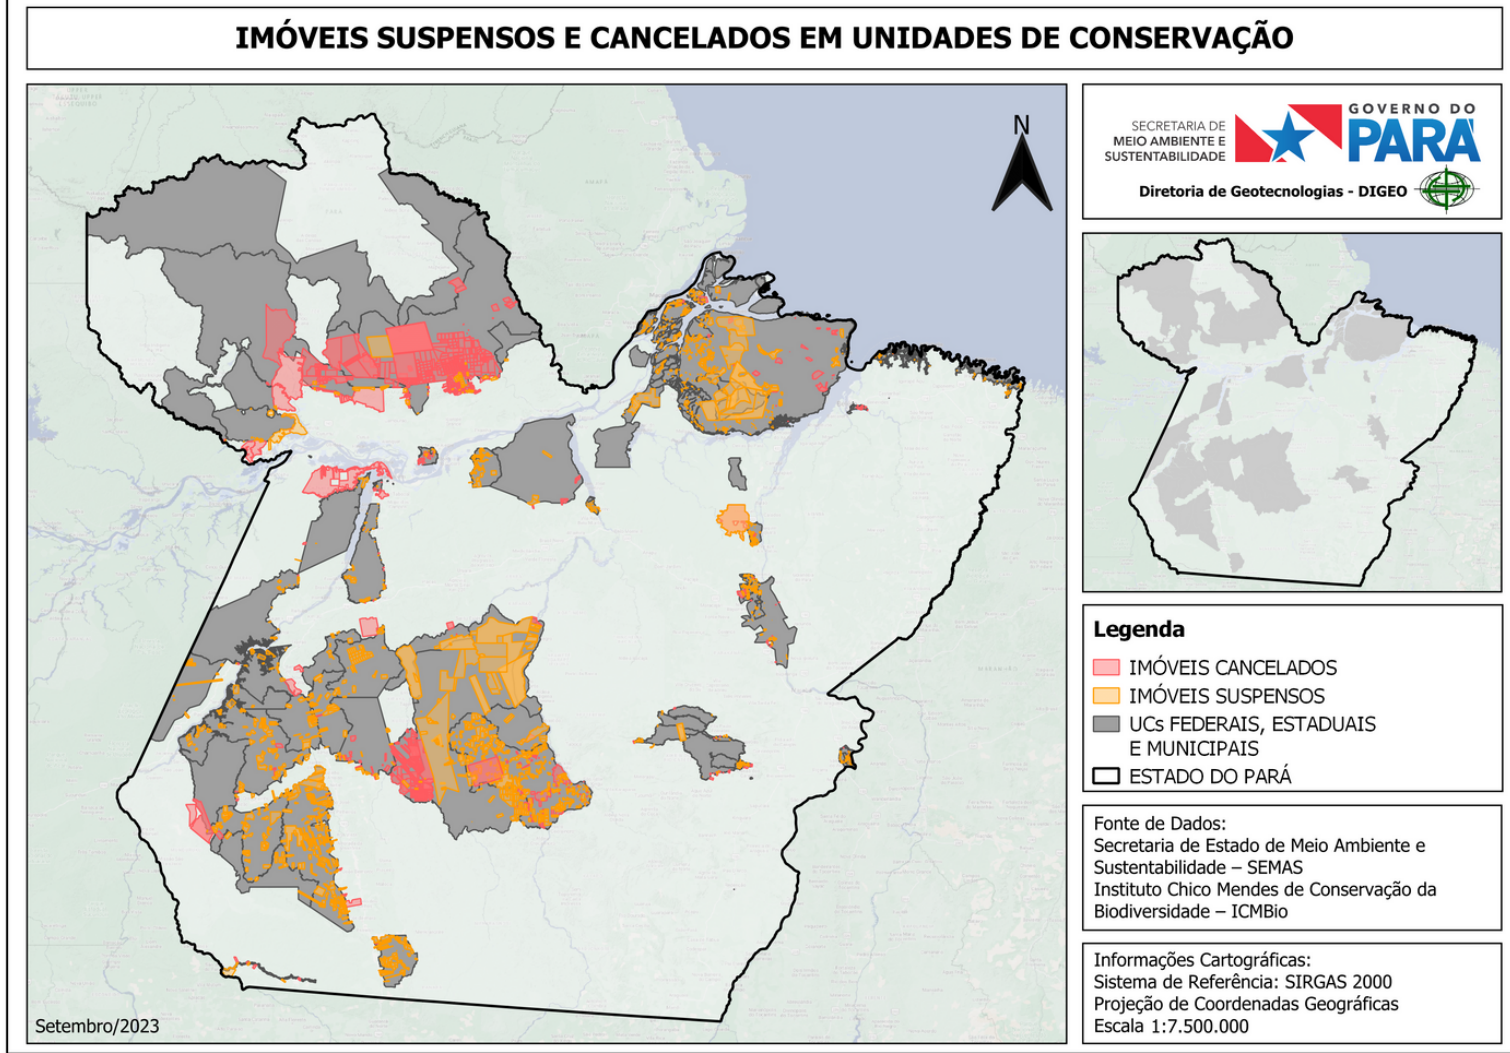 IMÓVEIS SUSPENSOS E CANCELADOS EM UNIDADES DE CONSERVAÇÃO
N
Setembro/2023
SECRETARIA DE
MEIO AMBIENTE E
SUSTENTABILIDADE
GOVERNO DO
PARÁ
Diretoria de Geotecnologias - DIGEO
Legenda
IMÓVEIS CANCELADOS
IMÓVEIS SUSPENSOS
UCs FEDERAIS, ESTADUAIS
E MUNICIPAIS
ESTADO DO PARÁ
Fonte de Dados:
Secretaria de Estado de Meio Ambiente e
Sustentabilidade – SEMAS
Instituto Chico Mendes de Conservação da
Biodiversidade – ICMBio
Informações Cartográficas:
Sistema de Referência: SIRGAS 2000
Projeção de Coordenadas Geográficas
Escala 1:7.500.000